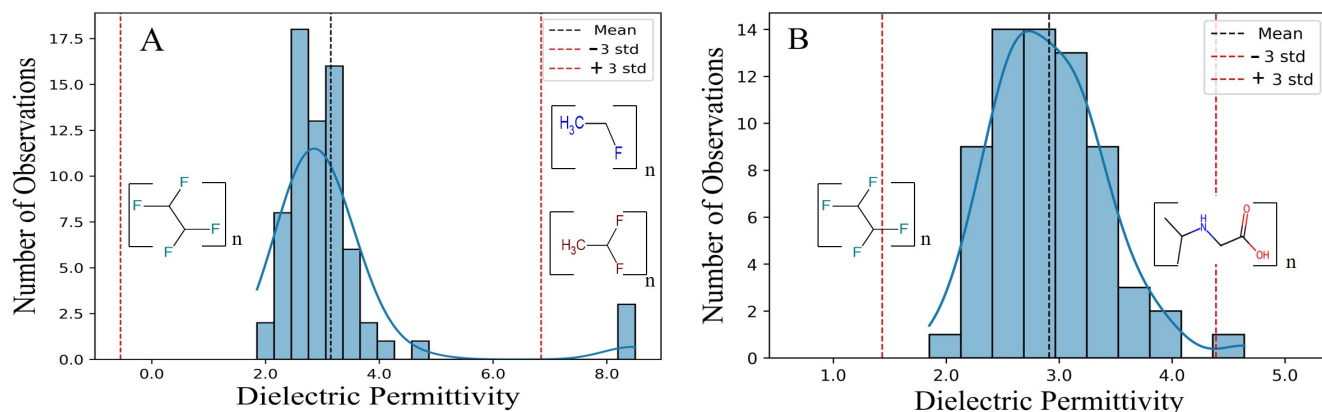 A
Mean
- 3 std
+ 3 std
Number of Observations
17.5
15.0
12.5
10.0
7.5
5.0
2.5
0.0
0.0
2.0
4.0
6.0
8.0
Dielectric Permittivity
F
F
F
F
n
H3C
F
n
F
H3C
F
n
B
Mean
- 3 std
+ 3 std
Number of Observations
14
12
10
8
6
4
2
0
1.0
2.0
3.0
4.0
5.0
Dielectric Permittivity
F
F
F
F
n
H
N
O
OH
n